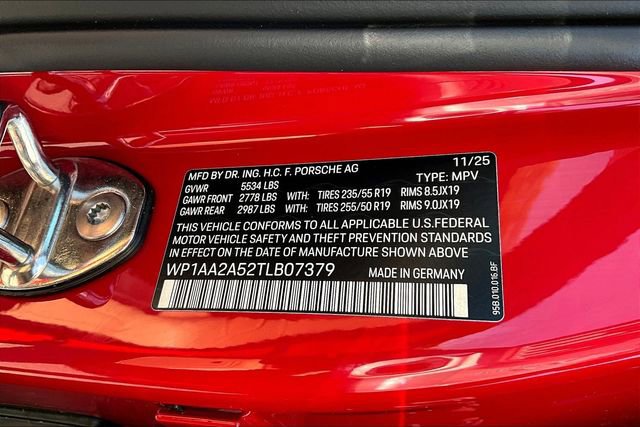 MFD BY DR. ING. H.C. F. PORSCHE AG 11/25
GVWR 5534 LBS TYPE: MPV
GAWR FRONT 2778 LBS WITH: TIRES 235/55 R19 RIMS 8.5JX19
GAWR REAR 2987 LBS WITH: TIRES 255/50 R19 RIMS 9.0JX19
THIS VEHICLE CONFORMS TO ALL APPLICABLE U.S.FEDERAL
MOTOR VEHICLE SAFETY AND THEFT PREVENTION STANDARDS
IN EFFECT ON THE DATE OF MANUFACTURE SHOWN ABOVE
WP1AA2A52TLB07379 MADE IN GERMANY
95B.010.016.BF